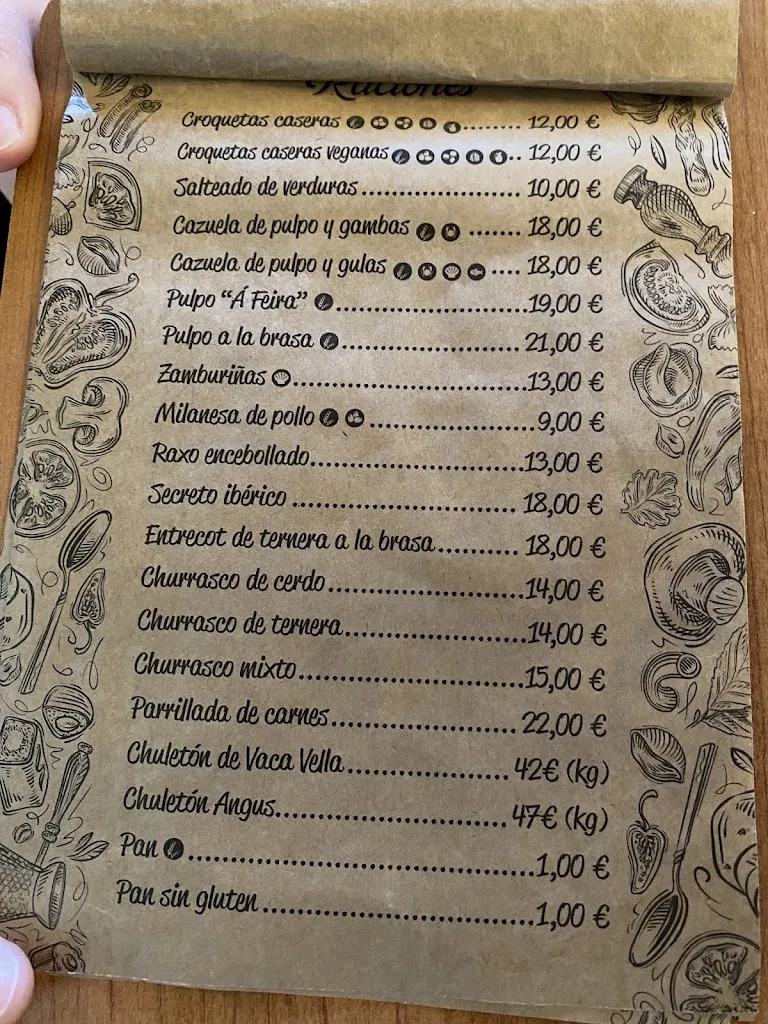 Raciones
Croquetas caseras ........ 12,00 €
Croquetas caseras veganas .. 12,00 €
Salteado de verduras ........................ 10,00 €
Cazuela de pulpo y gambas ....... 18,00 €
Cazuela de pulpo y gulas .... 18,00 €
Pulpo “Á Feira” ............................. 19,00 €
Pulpo a la brasa ........................... 21,00 €
Zamburiñas ................................... 13,00 €
Milanesa de pollo ........................ 9,00 €
Raxo encebollado ................................ 13,00 €
Secreto ibérico ................................. 18,00 €
Entrecot de ternera a la brasa ........... 18,00 €
Churrasco de cerdo ............................ 14,00 €
Churrasco de ternera .......................... 14,00 €
Churrasco mixto ................................ 15,00 €
Parrillada de carnes .......................... 22,00 €
Chuletón de Vaca Vella ..................... 42€ (kg)
Chuletón Angus ................................. 47€ (kg)
Pan ............................................... 1,00 €
Pan sin gluten ...................................... 1,00 €